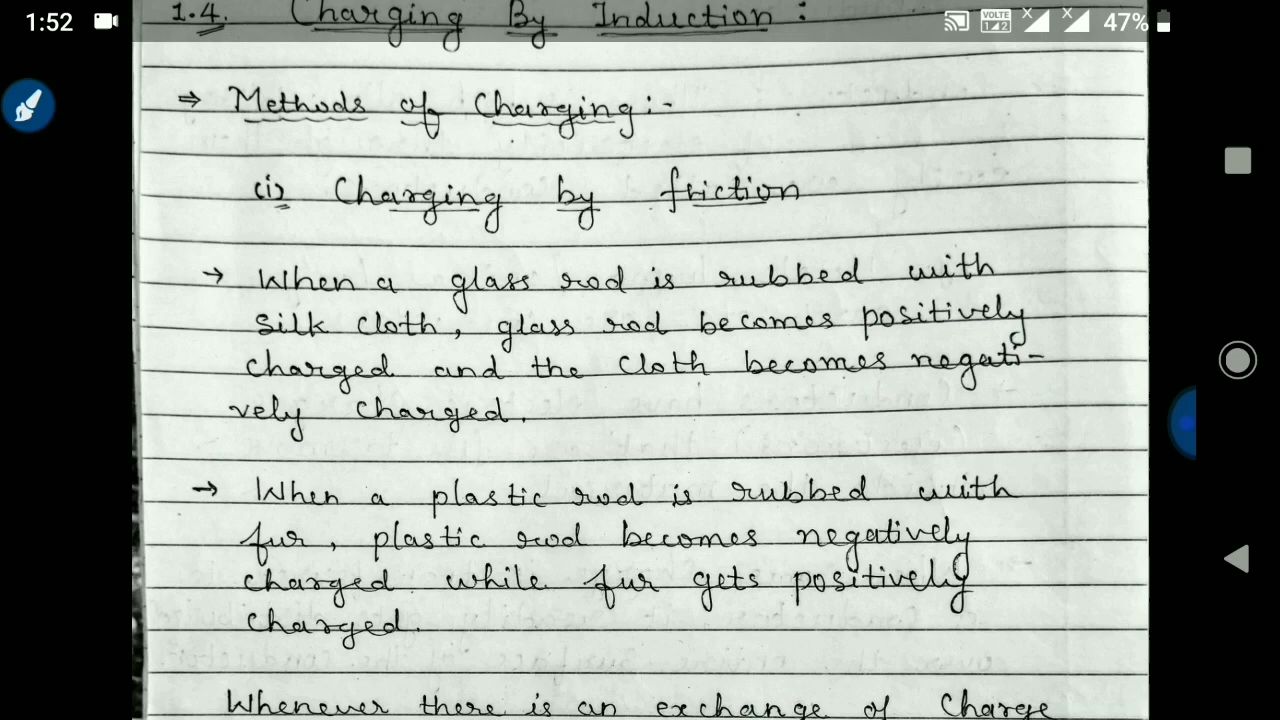 1:52
VOLTE
1 2
47%
1.4. Charging By Induction :
⇒ Methods of Charging :-
(i) Charging by friction
→ When a glass rod is rubbed with
silk cloth, glass rod becomes positively
charged and the cloth becomes negati-
vely charged.
→ When a plastic rod is rubbed with
fur, plastic rod becomes negatively
charged while fur gets positively
charged.
Whenever there is an exchange of Charge